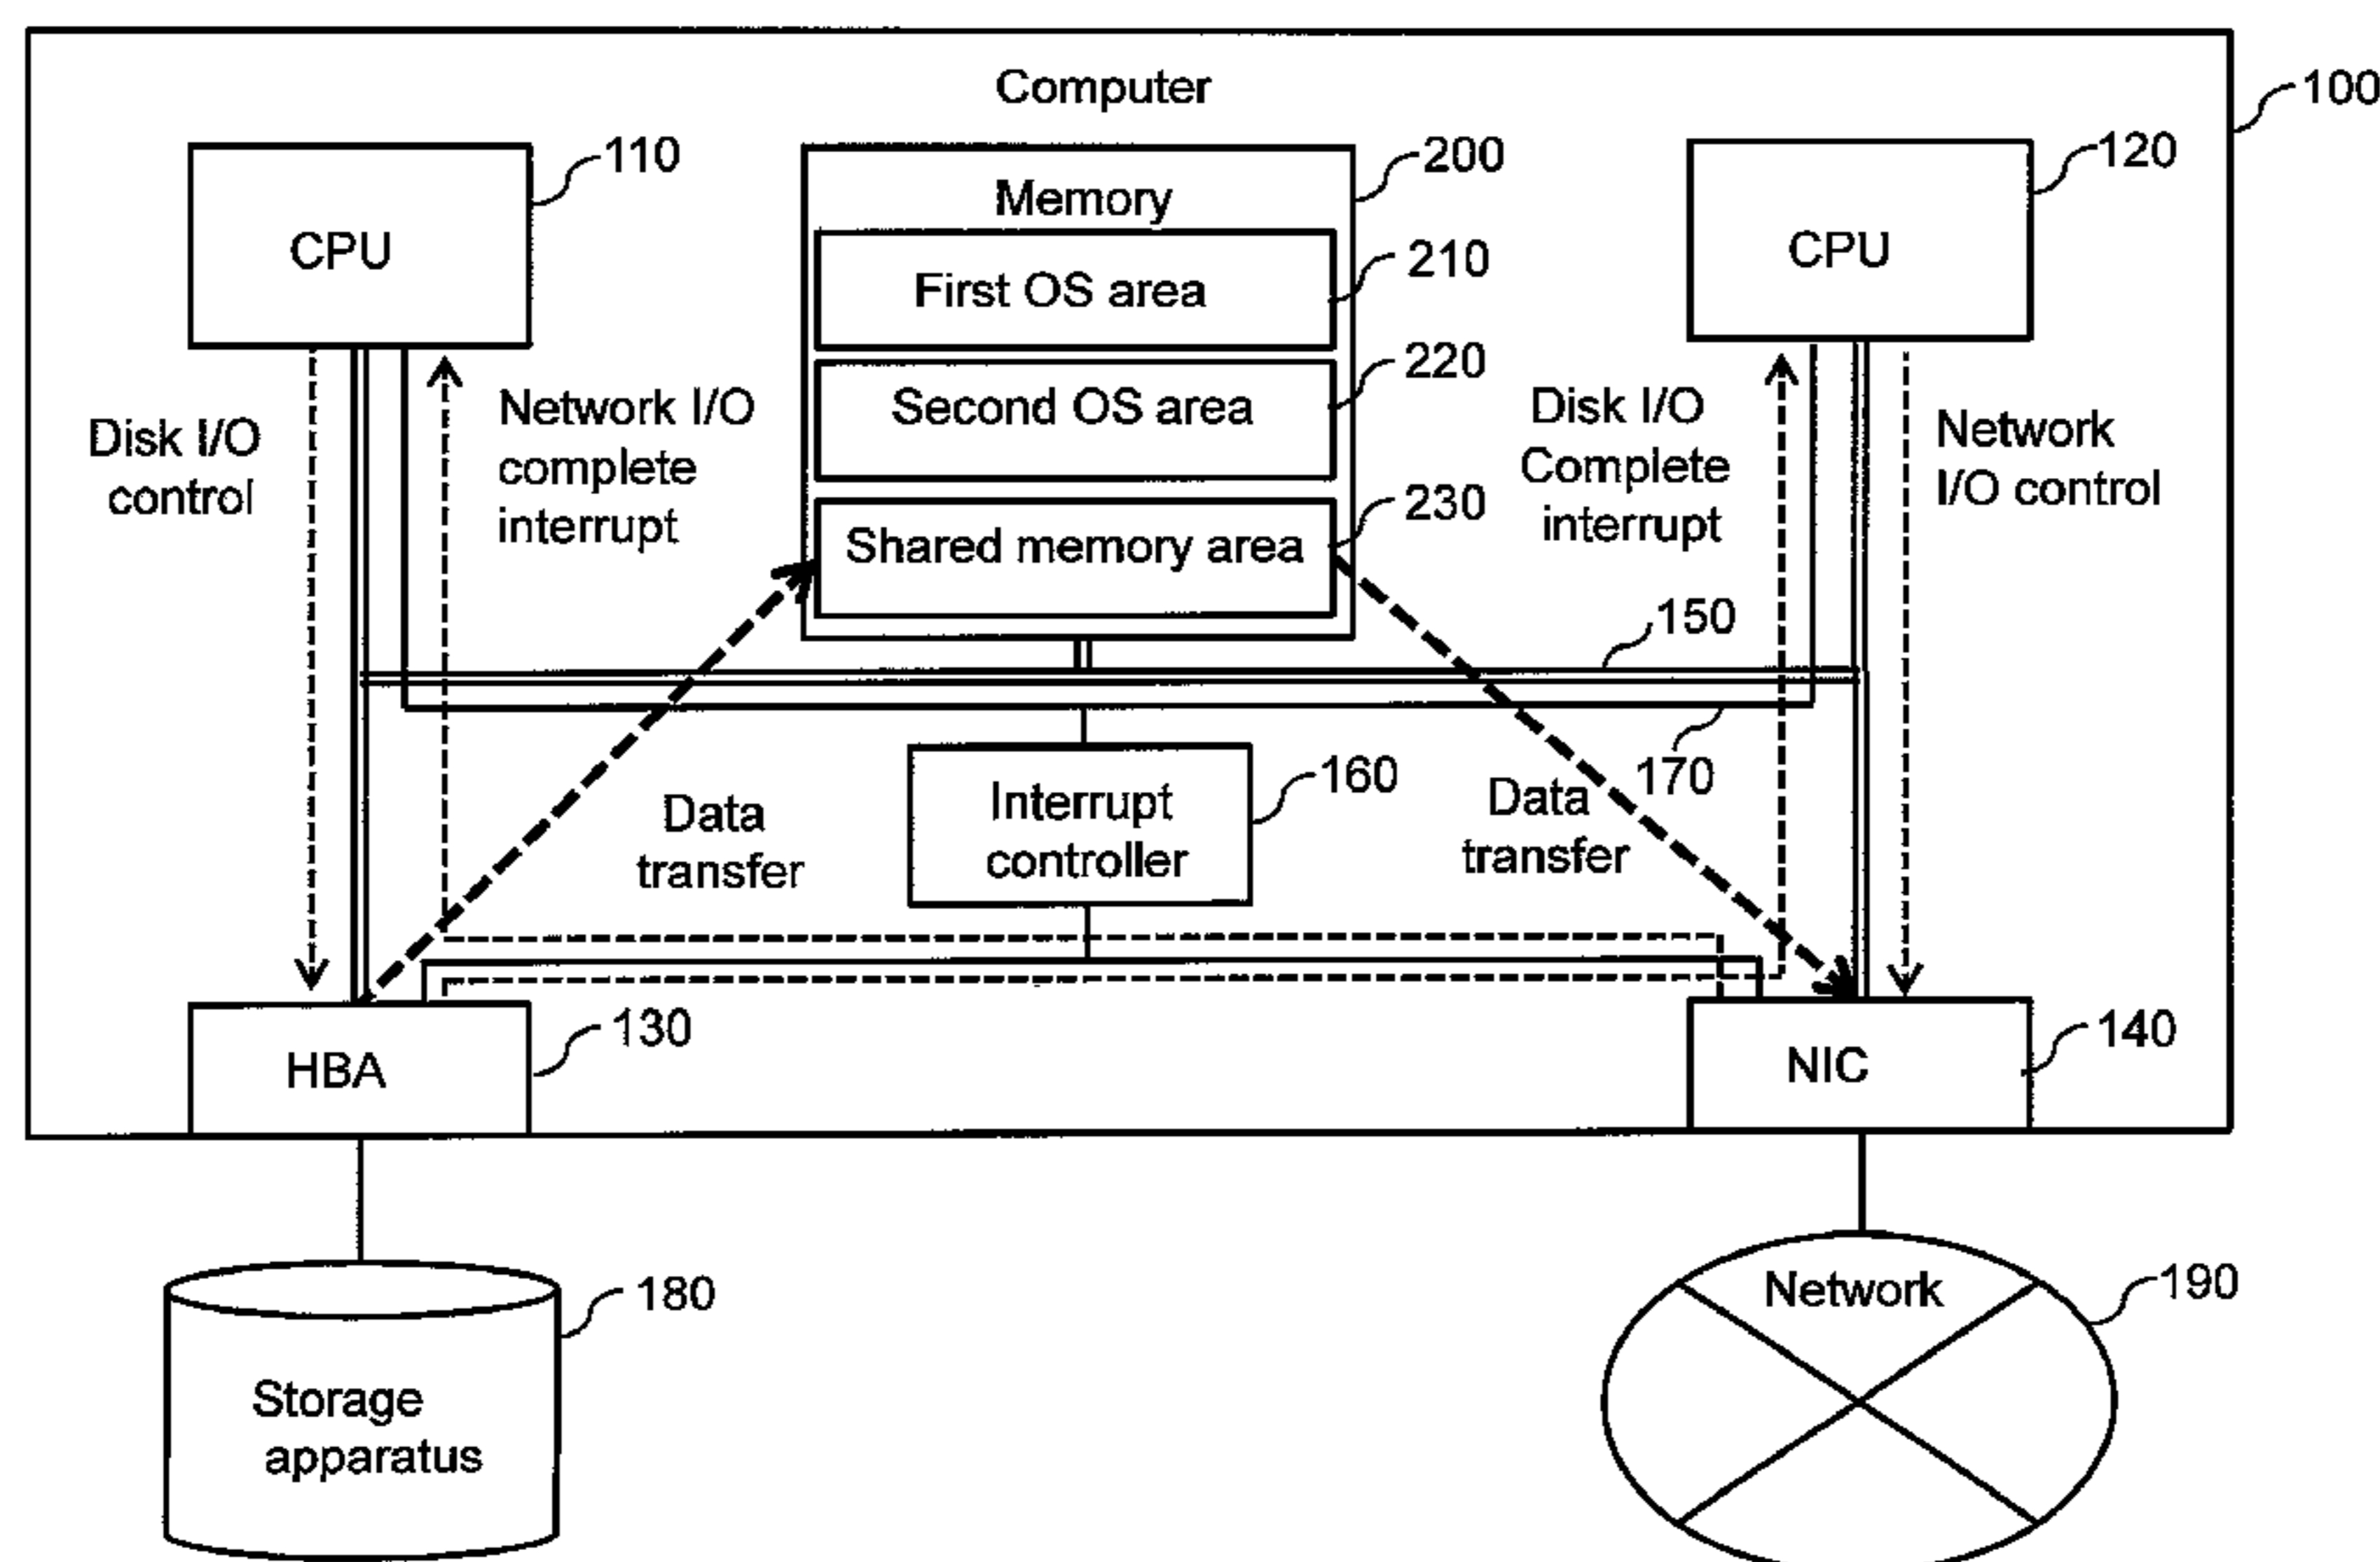 Computer
100
110
CPU
200
Memory
210
First OS area
220
Second OS area
230
Shared memory area
120
CPU
Disk I/O
control
Network I/O
complete
interrupt
Disk I/O
Complete
interrupt
Network
I/O control
150
170
160
Interrupt
controller
Data
transfer
Data
transfer
130
HBA
140
NIC
180
Storage
apparatus
190
Network